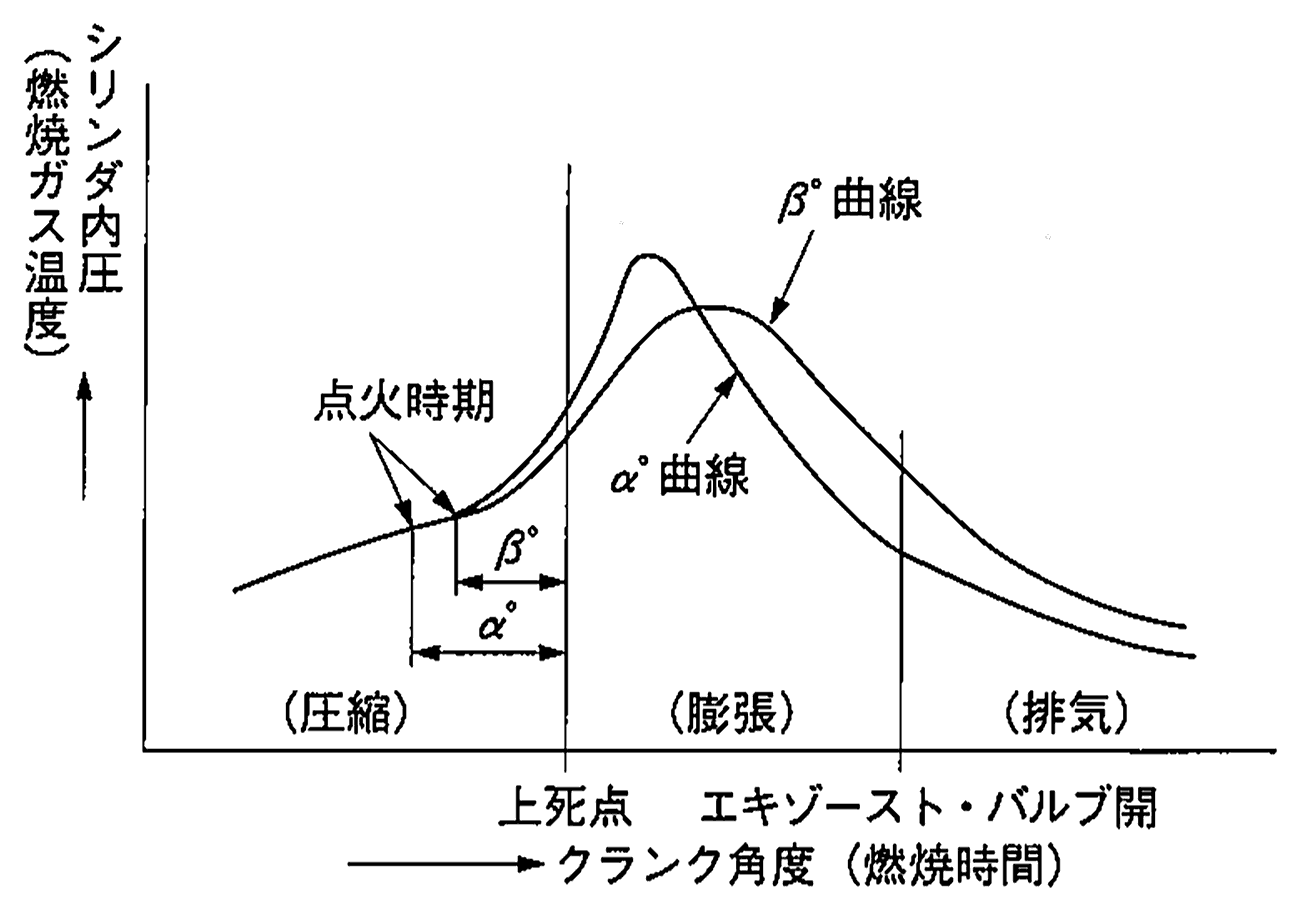 シリンダ内圧
(燃焼ガス温度)
β°曲線
点火時期
α°曲線
β°
α°
(圧縮)
(膨張)
(排気)
上死点
エキゾースト・バルブ開
クランク角度(燃焼時間)